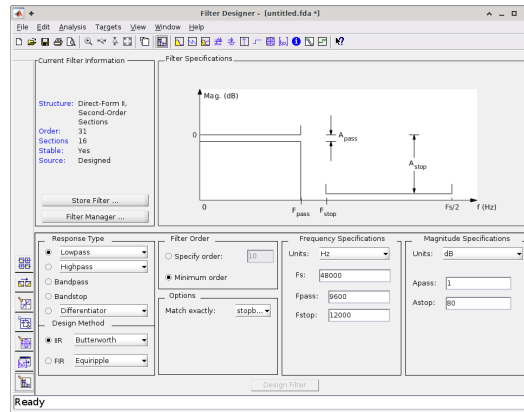 Filter Designer - [untitled.fda *]
File Edit Analysis Targets View Window Help
Current Filter Information
Structure: Direct-Form II, Second-Order Sections
Order: 31
Sections 16
Stable: Yes
Source: Designed
Store Filter ...
Filter Manager ...
Filter Specifications
Mag. (dB)
0
Apass
Astop
0
Fpass
Fstop
Fs/2
f (Hz)
Response Type
Lowpass
Highpass
Bandpass
Bandstop
Differentiator
Design Method
IIR Butterworth
FIR Equiripple
Filter Order
Specify order: 10
Minimum order
Options
Match exactly: stopb...
Frequency Specifications
Units: Hz
Fs: 48000
Fpass: 9600
Fstop: 12000
Magnitude Specifications
Units: dB
Apass: 1
Astop: 80
Design Filter
Ready